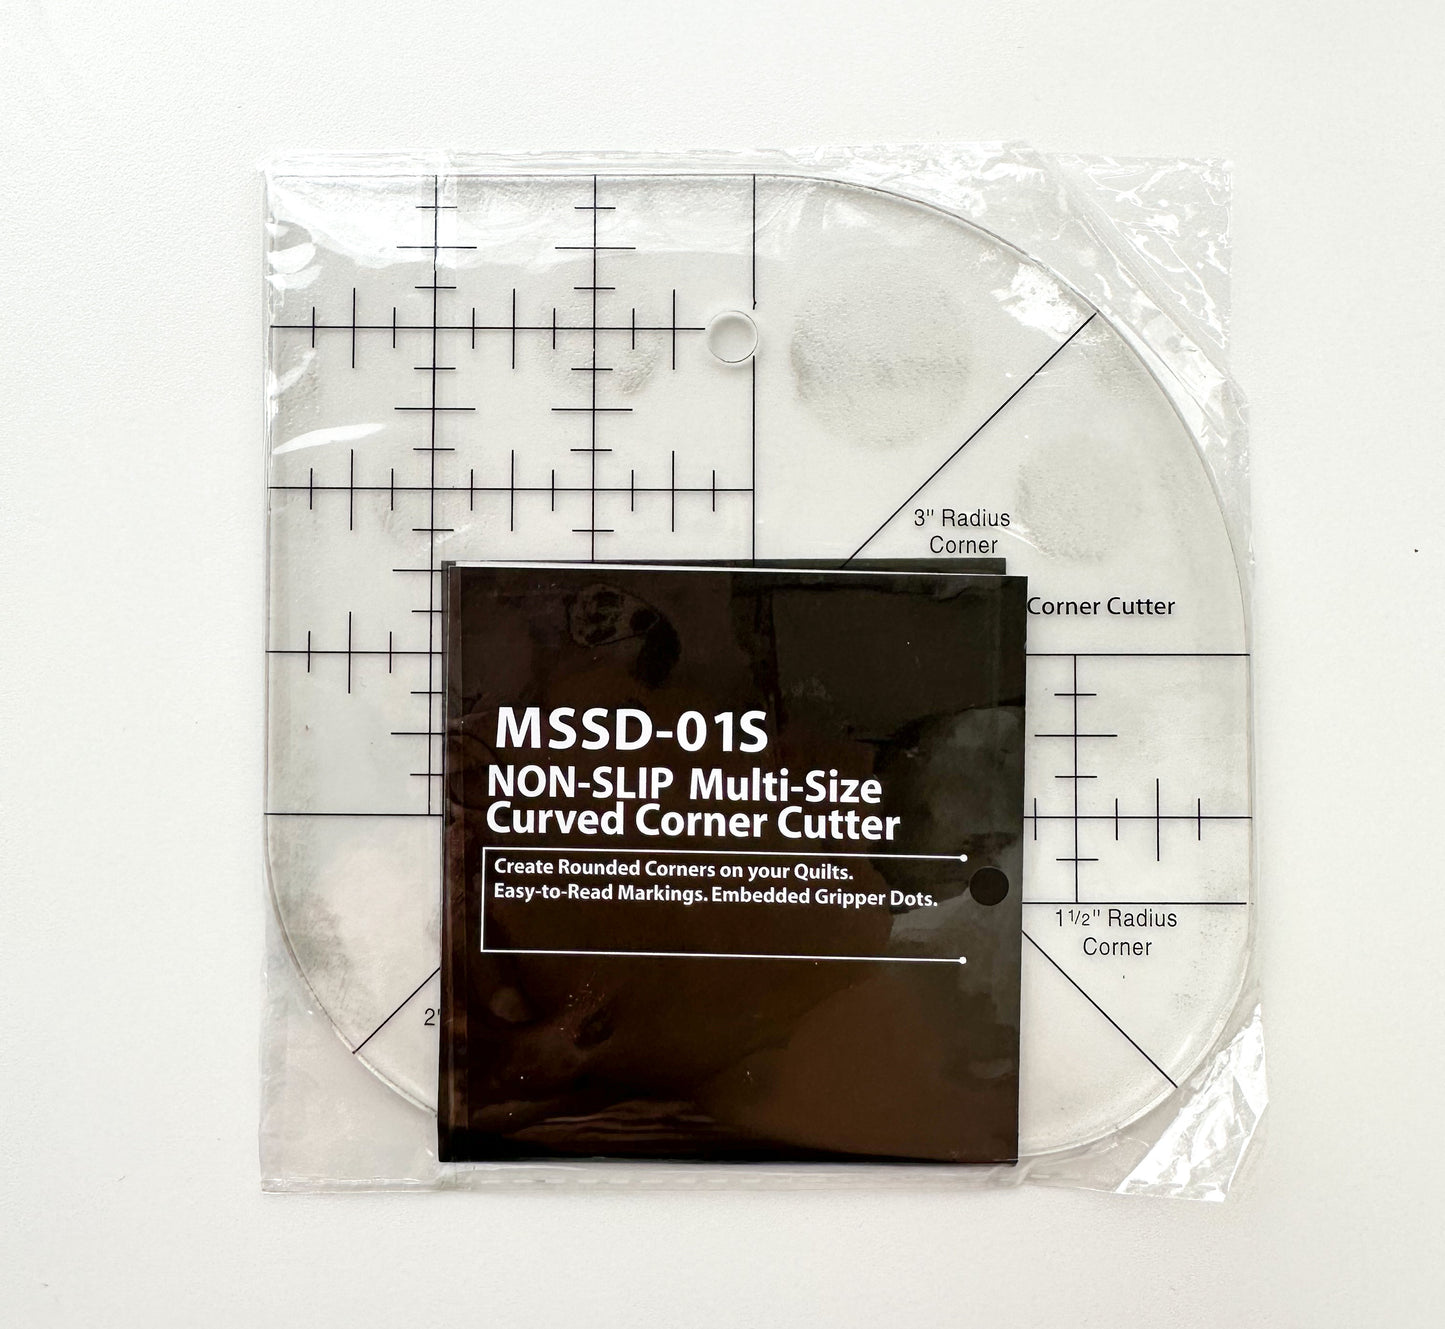 3" Radius
Corner
Corner Cutter
MSSD-01S
NON-SLIP Multi-Size
Curved Corner Cutter
Create Rounded Corners on your Quilts.
Easy-to-Read Markings. Embedded Gripper Dots.
1 1/2" Radius
Corner
2"